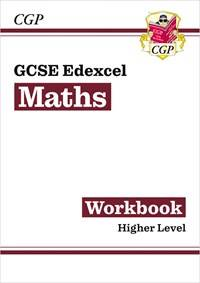 CGP
GCSE Edexcel
Maths
CGP
Workbook
Higher Level